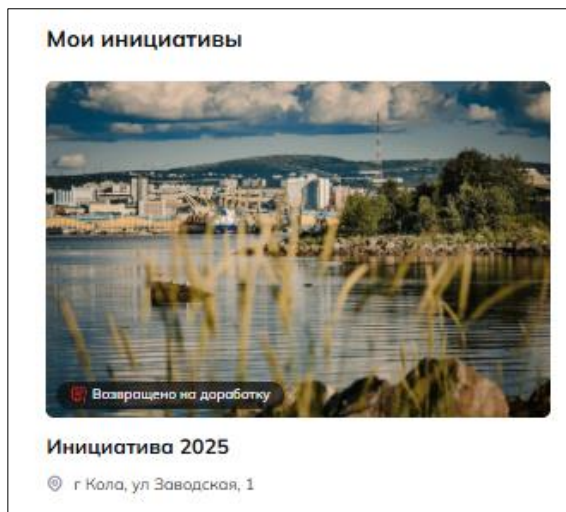 Мои инициативы
Возвращено на доработку
Инициатива 2025
г Кола, ул Заводская, 1